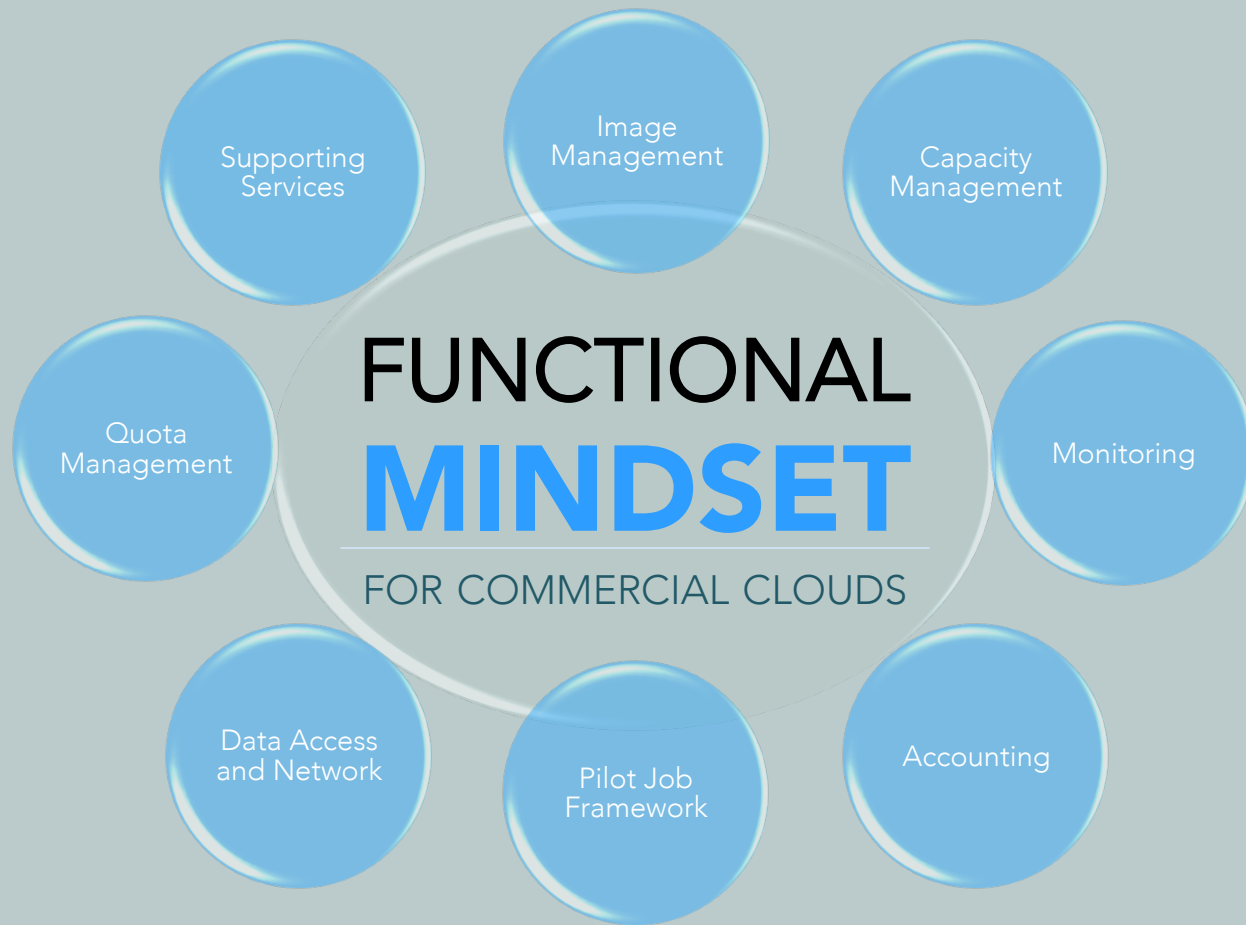 Supporting
Services
Image
Management
Capacity
Management
Quota
Management
FUNCTIONAL
MINDSET
FOR COMMERCIAL CLOUDS
Monitoring
Data Access
and Network
Pilot Job
Framework
Accounting